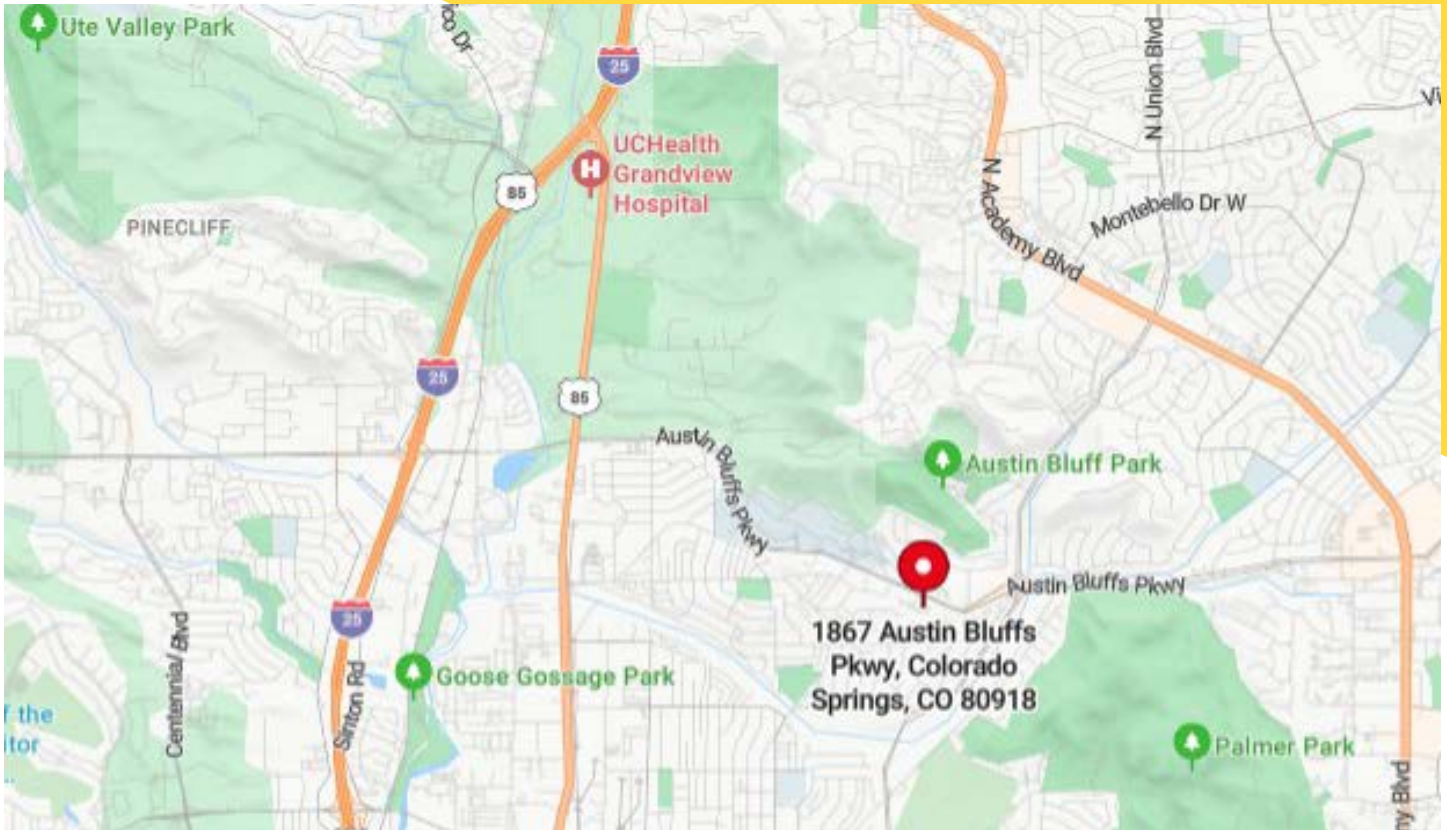 Ute Valley Park
25
N Union Blvd
UCHealth
Grandview
Hospital
H
85
PINECLIFF
N Academy Blvd
Montebello Dr W
25
85
Austin Bluffs Pkwy
Austin Bluff Park
Austin Bluffs Pkwy
1867 Austin Bluffs
Pkwy, Colorado
Springs, CO 80918
25
Centennial Blvd
Sinton Rd
Goose Gossage Park
Palmer Park
f the
itor
Blvd